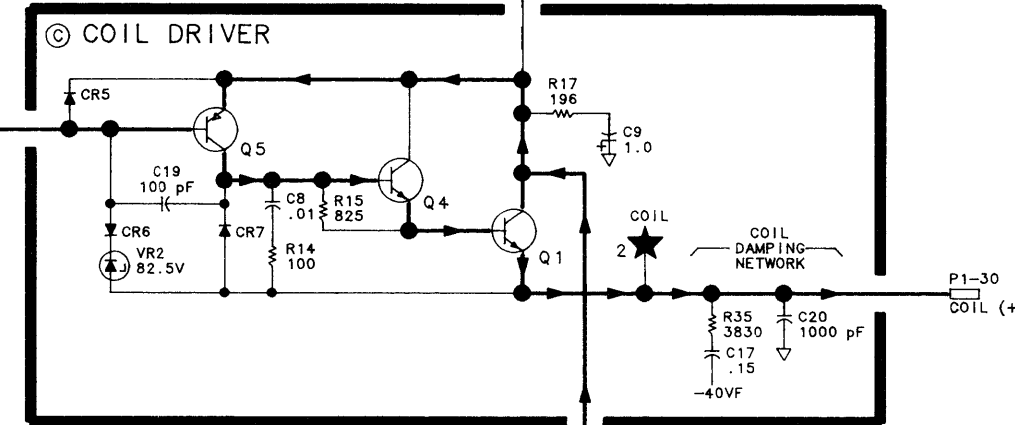 Ⓒ COIL DRIVER
CR5
R17
196
C9
1.0
+
Q5
C19
100 pF
C8
.01
R15
825
Q4
COIL
2
COIL
DAMPING
NETWORK
CR6
CR7
VR2
82.5V
R14
100
Q1
P1-30
COIL (+
R35
3830
C20
1000 pF
C17
.15
-40VF